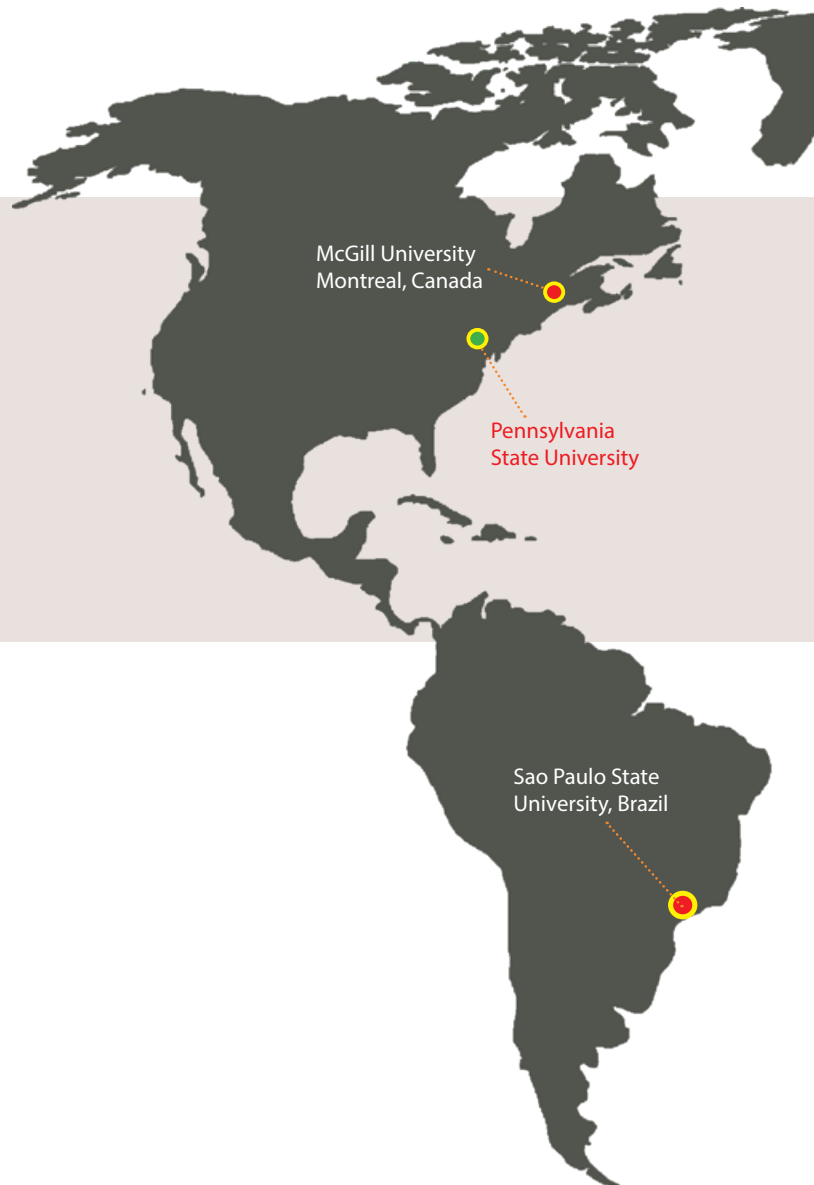 McGill University
Montreal, Canada
Pennsylvania
State University
Sao Paulo State
University, Brazil